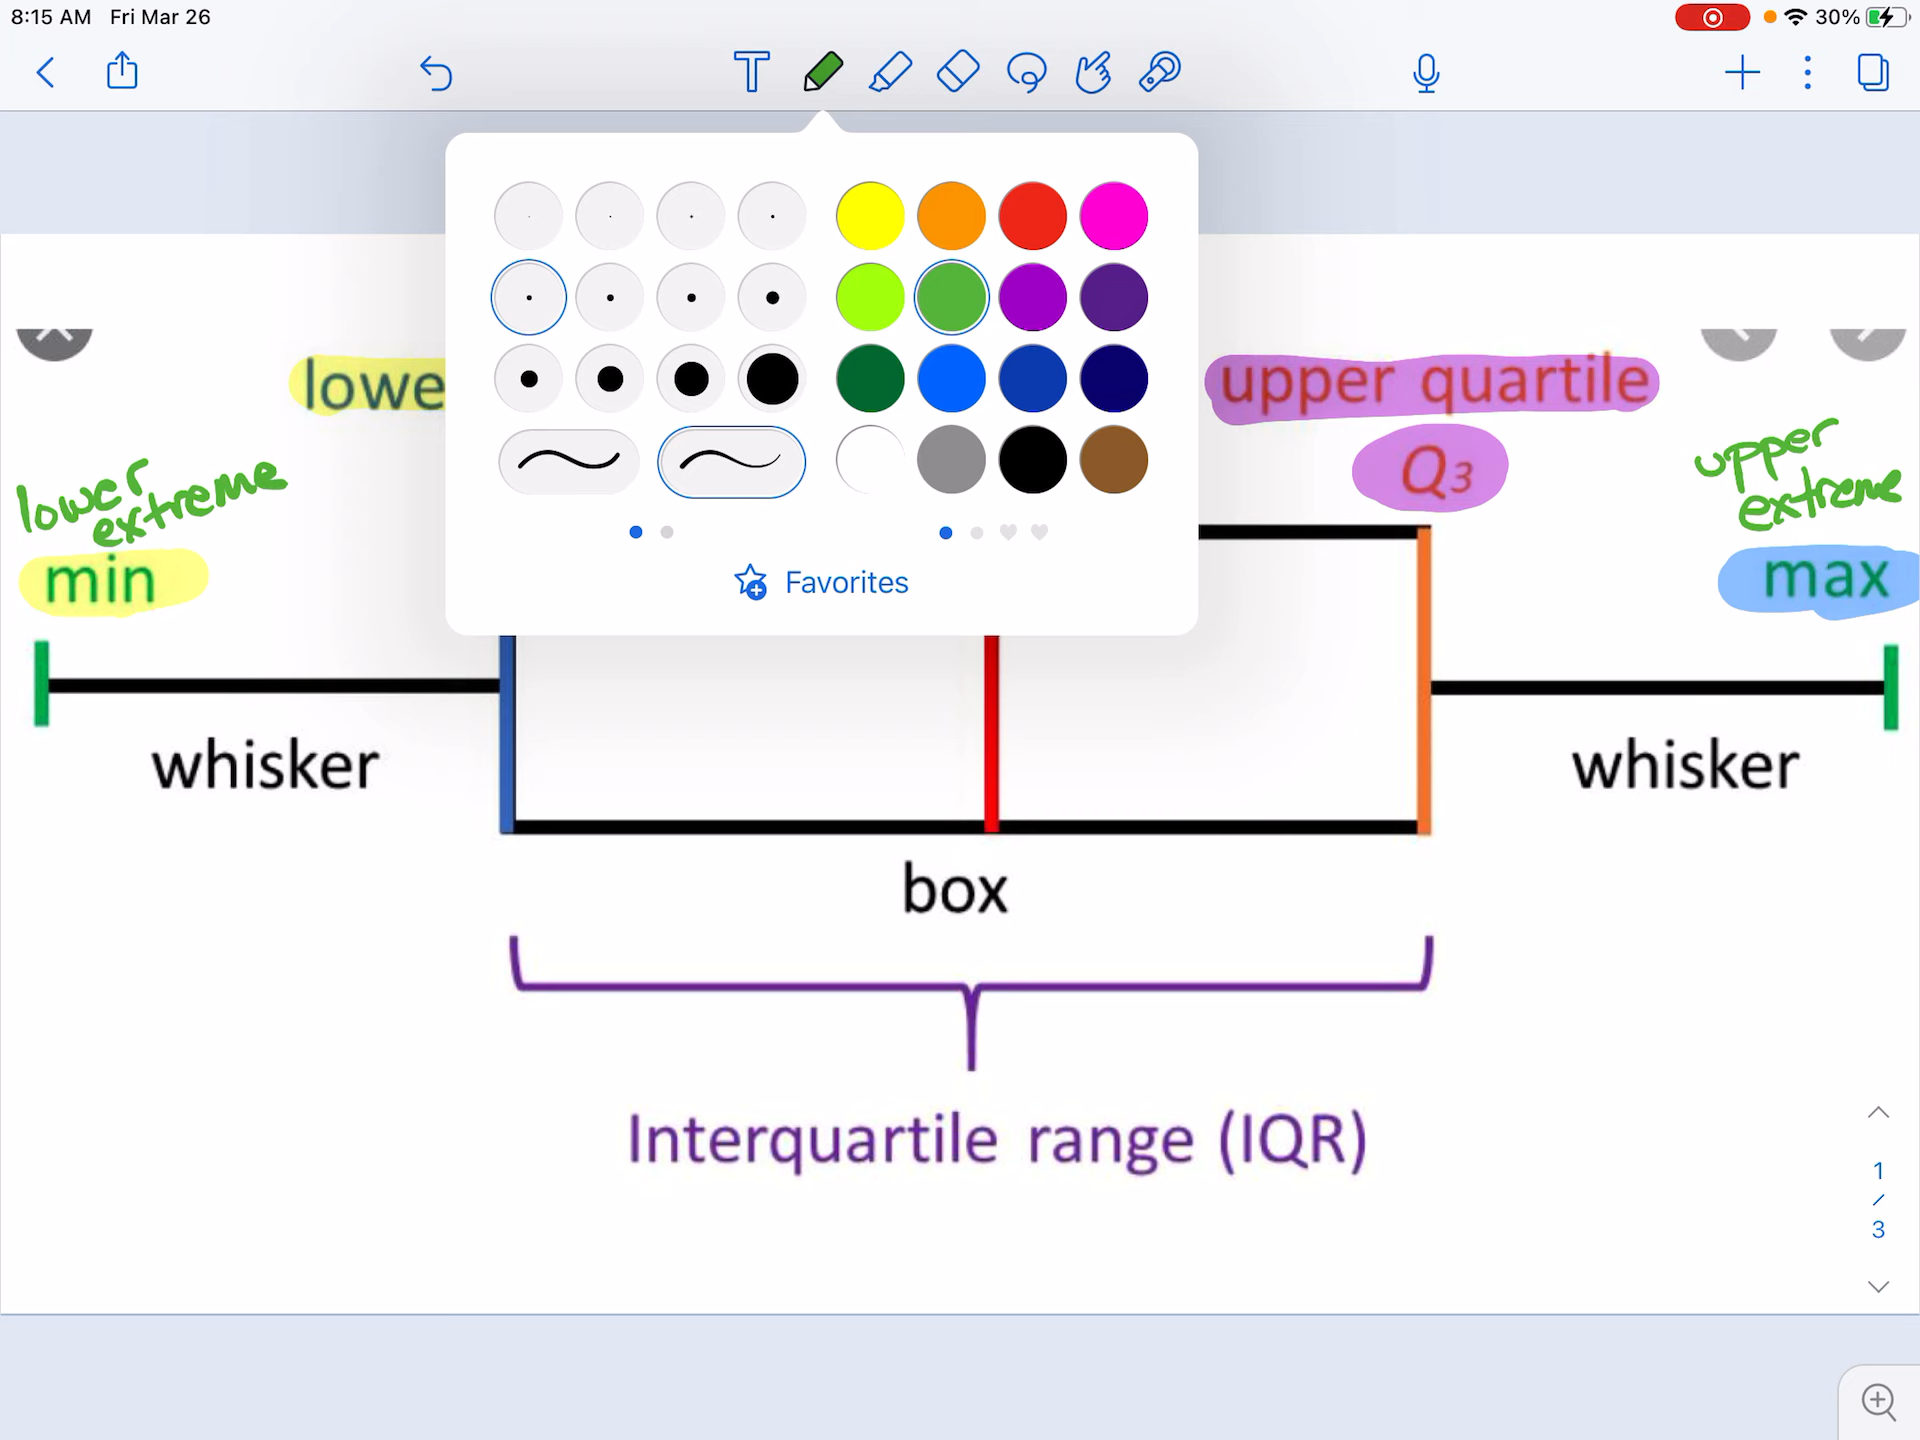 8:15 AM Fri Mar 26
30%
T
lowe
upper quartile
Q3
lower
extreme
upper
extreme
min
max
Favorites
whisker
whisker
box
Interquartile range (IQR)
1
/
3